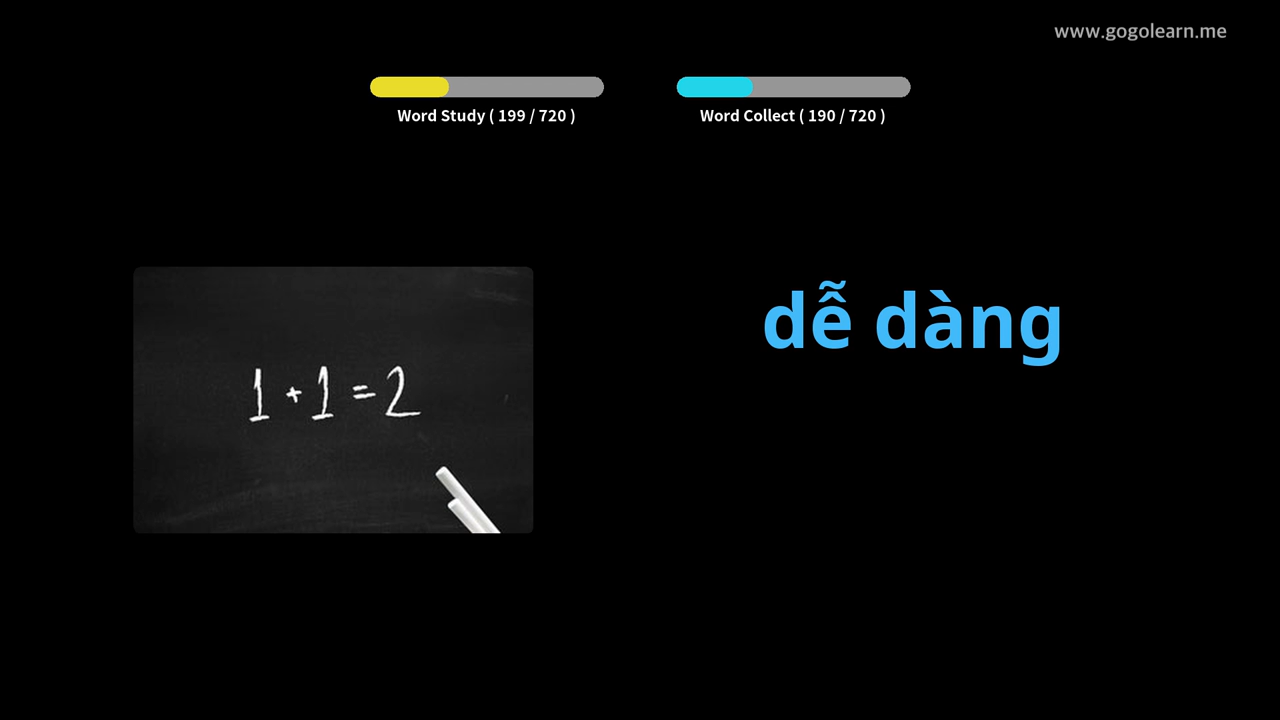 www.gogolearn.me
Word Study ( 199 / 720 )
Word Collect ( 190 / 720 )
1 + 1 = 2
dễ dàng